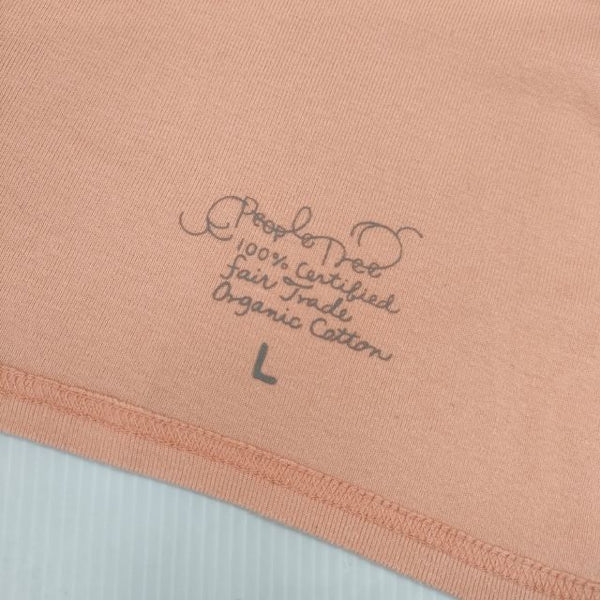 People Tree
100% Certified
fair Trade
Organic Cotton
L